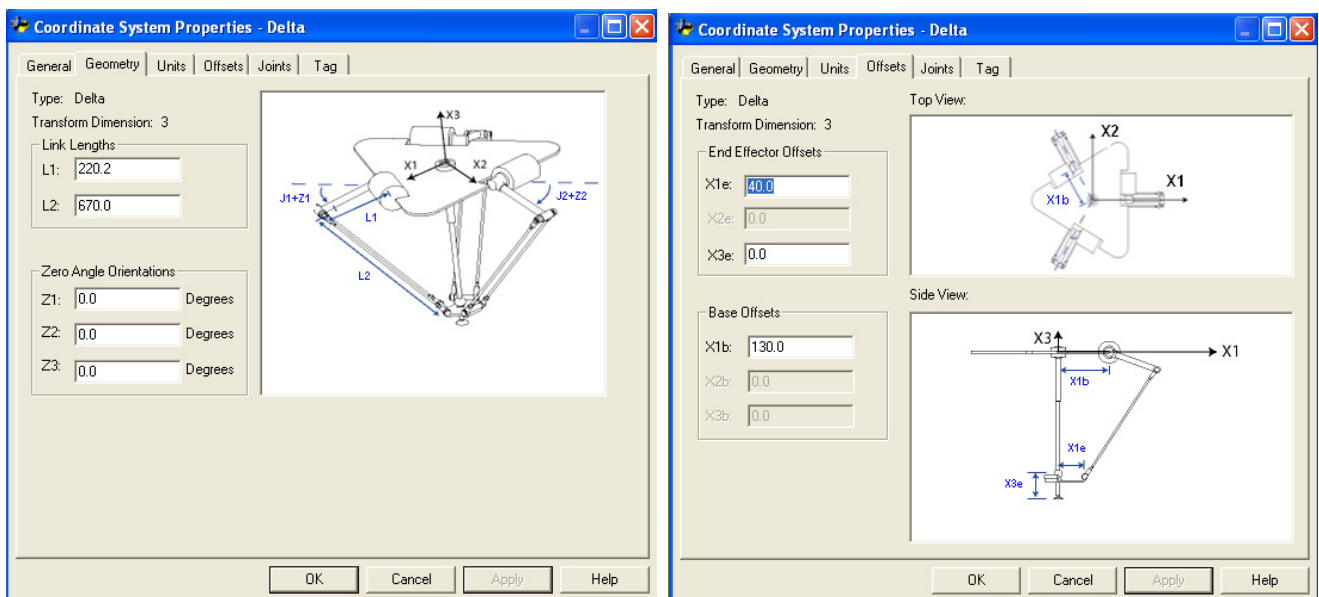 Coordinate System Properties - Delta
General Geometry Units Offsets Joints Tag
Type: Delta
Transform Dimension: 3
Link Lengths
L1: 220.2
L2: 670.0
Zero Angle Orientations
Z1: 0.0 Degrees
Z2: 0.0 Degrees
Z3: 0.0 Degrees
X3
X1 X2
J1+Z1
J2+Z2
L1
L2
OK Cancel Apply Help
Coordinate System Properties - Delta
General Geometry Units Offsets Joints Tag
Type: Delta
Transform Dimension: 3
End Effector Offsets
X1e: 40.0
X2e: 0.0
X3e: 0.0
Base Offsets
X1b: 130.0
X2b: 0.0
X3b: 0.0
Top View:
X2
X1
X1b
Side View:
X3
X1
X1b
X1e
X3e
OK Cancel Apply Help